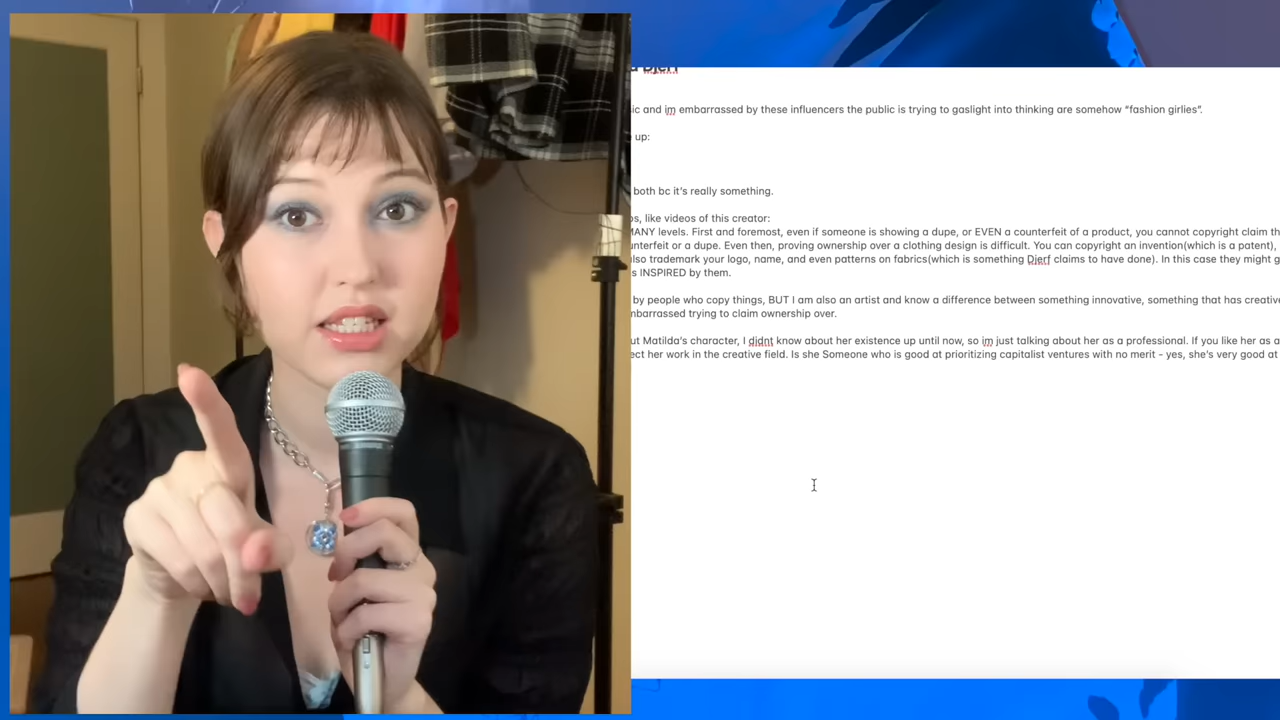 a Djerf
sic and im embarrassed by these influencers the public is trying to gaslight into thinking are somehow “fashion girlies”.
up:
both bc it’s really something.
os, like videos of this creator:
MANY levels. First and foremost, even if someone is showing a dupe, or EVEN a counterfeit of a product, you cannot copyright claim th
unterfeit or a dupe. Even then, proving ownership over a clothing design is difficult. You can copyright an invention(which is a patent),
also trademark your logo, name, and even patterns on fabrics(which is something Djerf claims to have done). In this case they might g
s INSPIRED by them.
by people who copy things, BUT I am also an artist and know a difference between something innovative, something that has creative
mbarrassed trying to claim ownership over.
ut Matilda’s character, I didnt know about her existence up until now, so im just talking about her as a professional. If you like her as a
ect her work in the creative field. Is she Someone who is good at prioritizing capitalist ventures with no merit - yes, she’s very good at